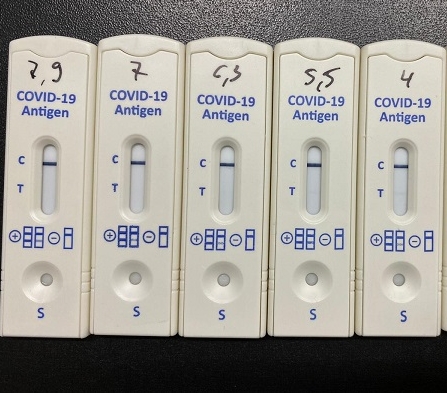 7,9
COVID-19
Antigen
C
T
S
7
COVID-19
Antigen
C
T
S
6,3
COVID-19
Antigen
C
T
S
5,5
COVID-19
Antigen
C
T
S
4
COVID-19
Antigen
C
T
S